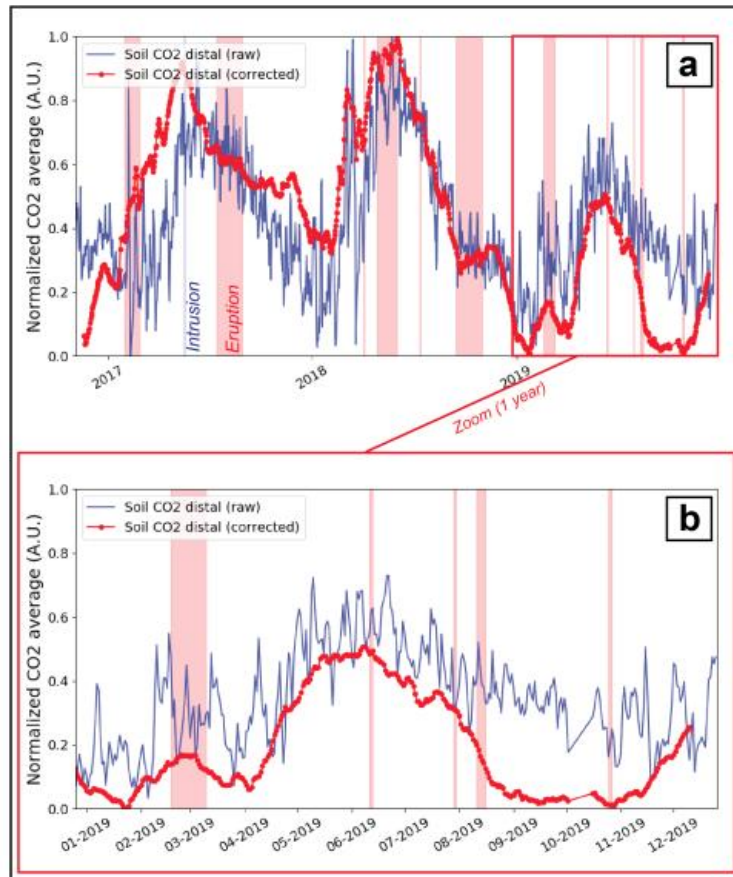 a
Soil CO2 distal (raw)
Soil CO2 distal (corrected)
Normalized CO2 average (A.U.)
1.0
0.8
0.6
0.4
0.2
0.0
Intrusion
Eruption
2017
2018
2019
Zoom (1 year)
b
Soil CO2 distal (raw)
Soil CO2 distal (corrected)
Normalized CO2 average (A.U.)
1.0
0.8
0.6
0.4
0.2
0.0
01-2019
02-2019
03-2019
04-2019
05-2019
06-2019
07-2019
08-2019
09-2019
10-2019
11-2019
12-2019